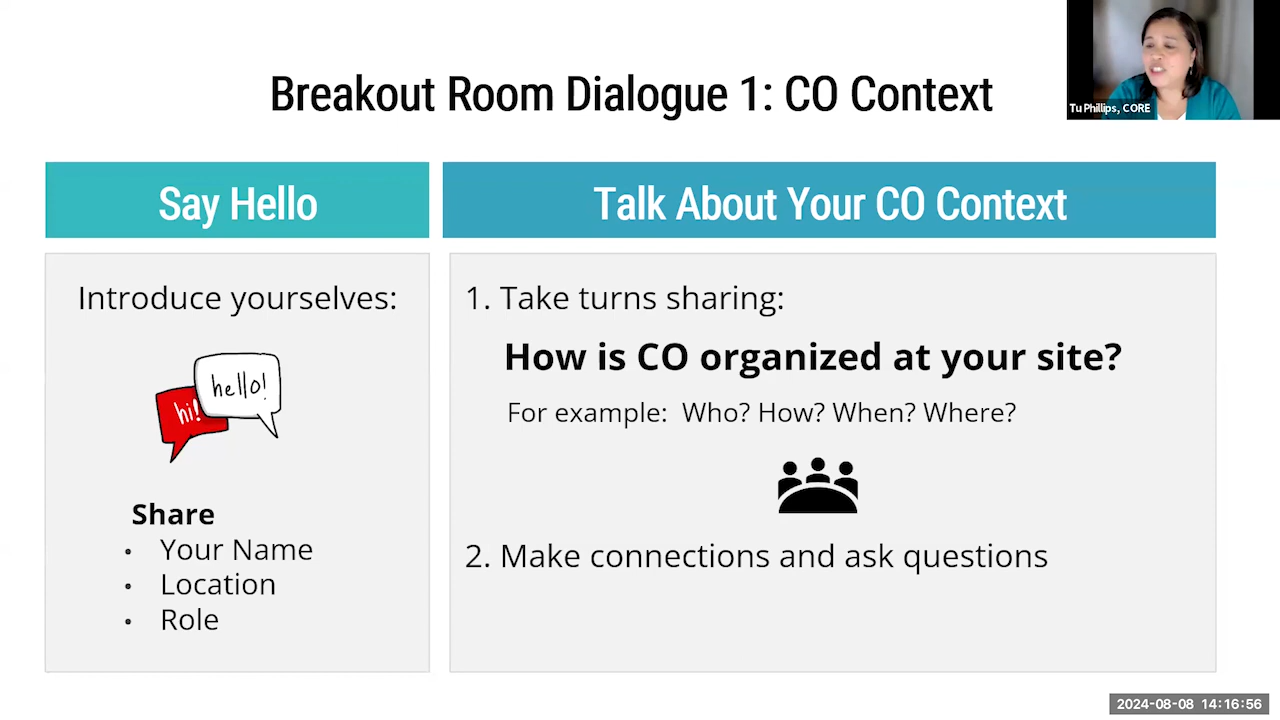 Breakout Room Dialogue 1: CO Context
Tu Phillips, CORE
Say Hello
Introduce yourselves:
hi!
hello!
Share
• Your Name
• Location
• Role
Talk About Your CO Context
1. Take turns sharing:
How is CO organized at your site?
For example: Who? How? When? Where?
2. Make connections and ask questions
2024-08-08 14:16:56